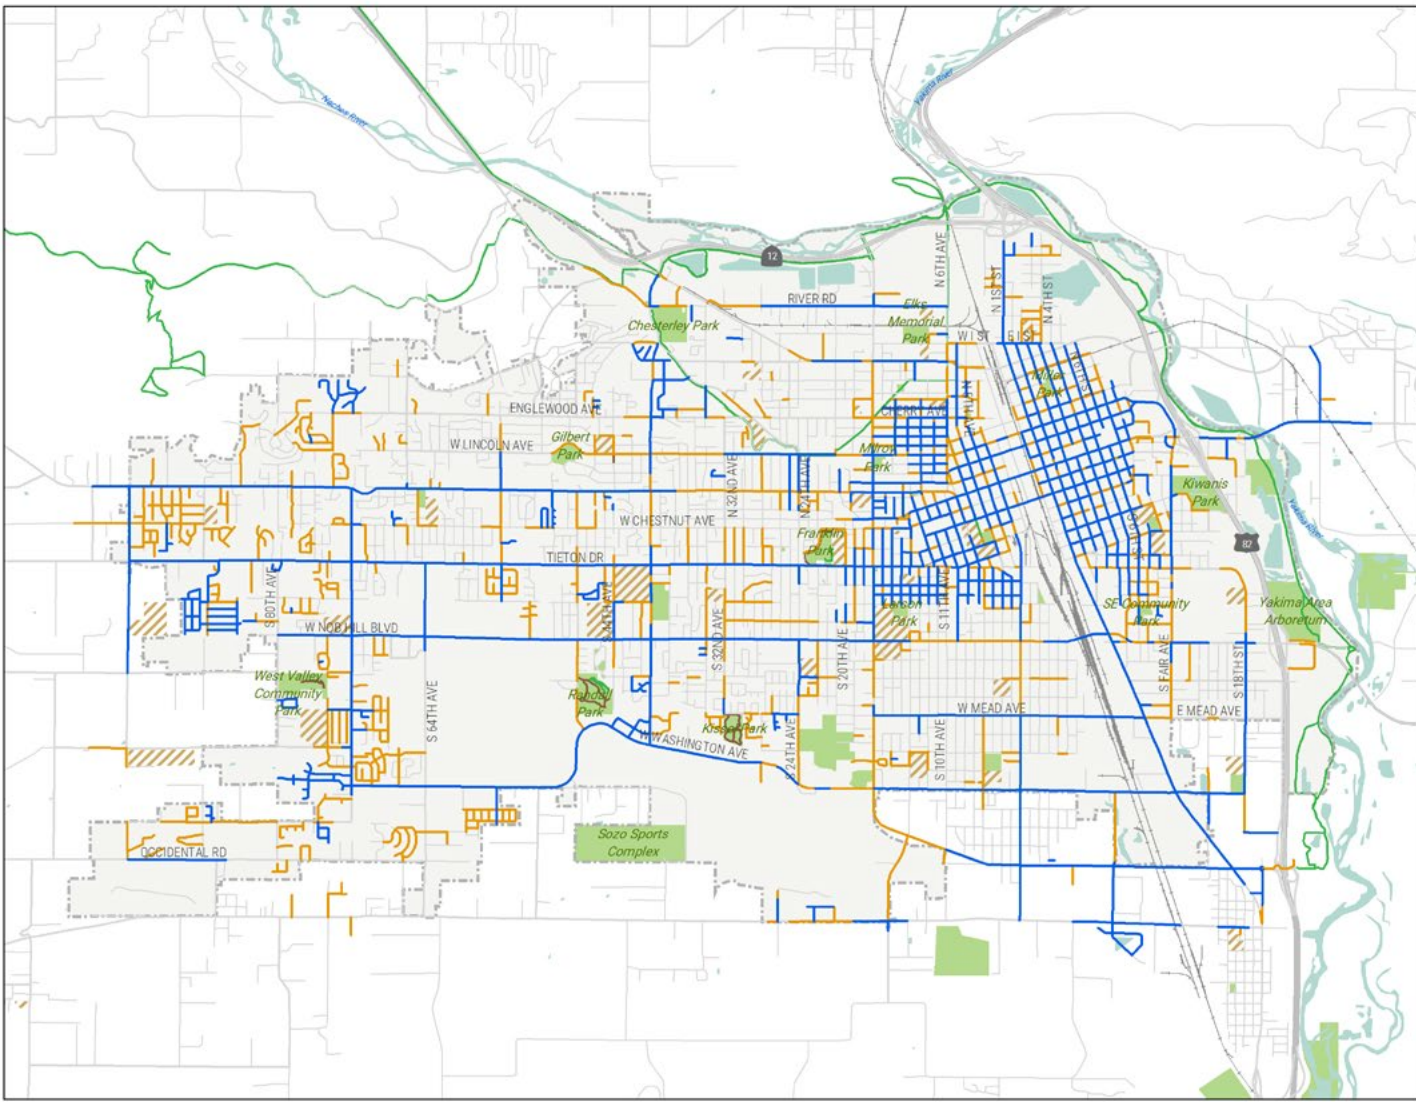 Naches River
Yakima River
12
N 6TH AVE
N 1ST ST
N 4TH ST
RIVER RD
Elks
Memorial
Park
Chesterley Park
W I ST
E I ST
Miller
Park
ENGLEWOOD AVE
CHERRY AVE
W LINCOLN AVE
Gilbert
Park
Milroy
Park
N 32ND AVE
N 24TH AVE
Kiwanis
Park
Yakima River
W CHESTNUT AVE
Franklin
Park
82
TIETON DR
S 80TH AVE
S 11TH AVE
Larson
Park
SE Community
Park
Yakima Area
Arboretum
W NOB HILL BLVD
S 32ND AVE
S 20TH AVE
S FAIR AVE
S 18TH ST
West Valley
Community
Park
S 64TH AVE
Randall
Park
Kissel Park
W WASHINGTON AVE
S 24TH AVE
W MEAD AVE
E MEAD AVE
S 10TH AVE
Sozo Sports
Complex
OCCIDENTAL RD